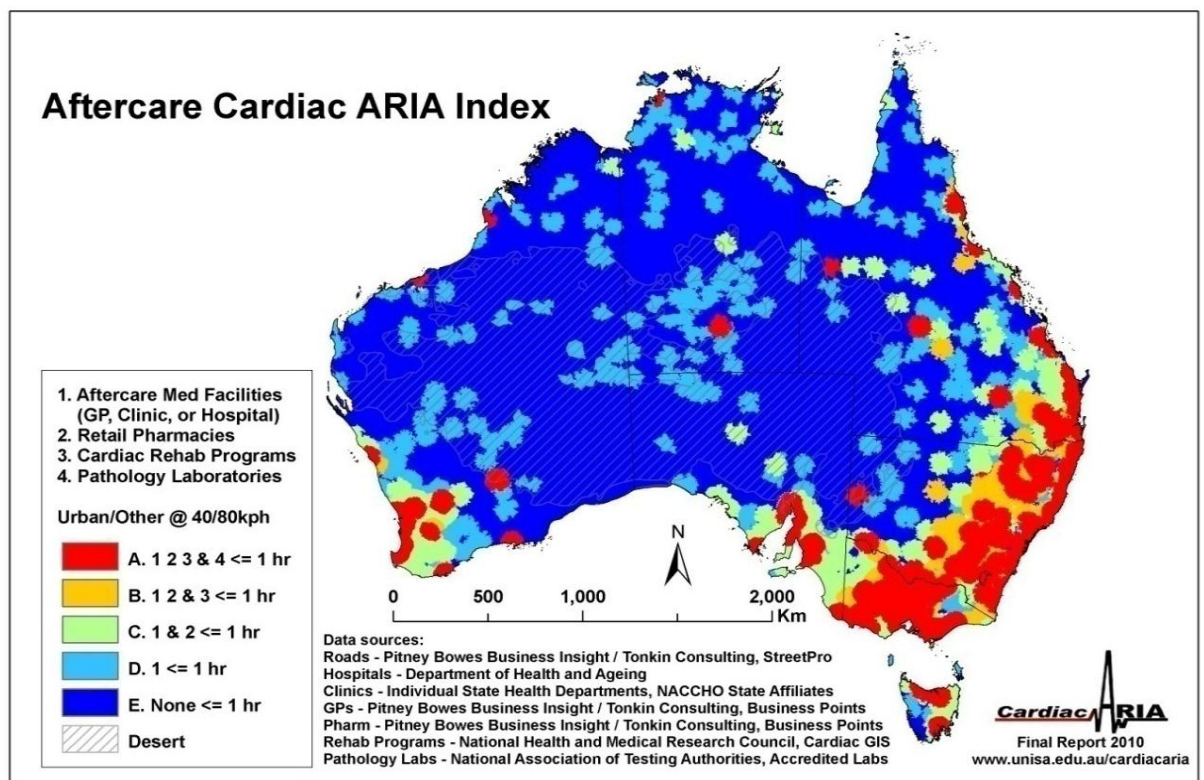 Aftercare Cardiac ARIA Index
1. Aftercare Med Facilities
(GP, Clinic, or Hospital)
2. Retail Pharmacies
3. Cardiac Rehab Programs
4. Pathology Laboratories
Urban/Other @ 40/80kph
A. 1 2 3 & 4 <= 1 hr
B. 1 2 & 3 <= 1 hr
C. 1 & 2 <= 1 hr
D. 1 <= 1 hr
E. None <= 1 hr
Desert
N
0 500 1,000 2,000
Km
Data sources:
Roads - Pitney Bowes Business Insight / Tonkin Consulting, StreetPro
Hospitals - Department of Health and Ageing
Clinics - Individual State Health Departments, NACCHO State Affiliates
GPs - Pitney Bowes Business Insight / Tonkin Consulting, Business Points
Pharm - Pitney Bowes Business Insight / Tonkin Consulting, Business Points
Rehab Programs - National Health and Medical Research Council, Cardiac GIS
Pathology Labs - National Association of Testing Authorities, Accredited Labs
Cardiac ARIA
Final Report 2010
www.unisa.edu.au/cardiacaria